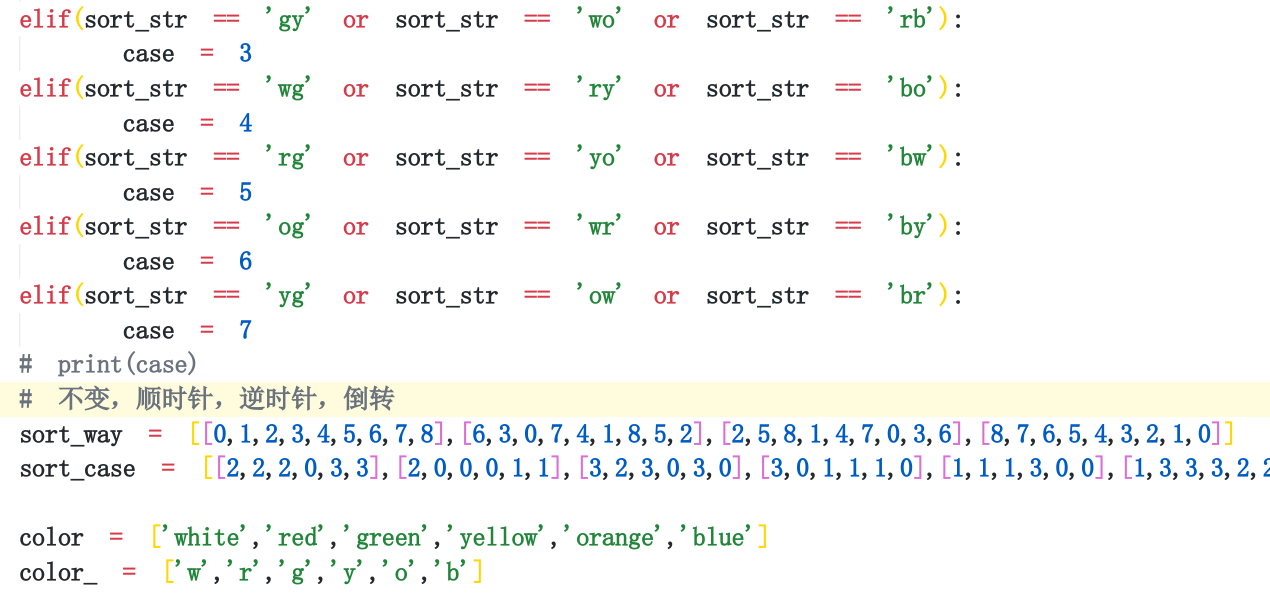 elif(sort_str == 'gy' or sort_str == 'wo' or sort_str == 'rb'):
        case = 3
elif(sort_str == 'wg' or sort_str == 'ry' or sort_str == 'bo'):
        case = 4
elif(sort_str == 'rg' or sort_str == 'yo' or sort_str == 'bw'):
        case = 5
elif(sort_str == 'og' or sort_str == 'wr' or sort_str == 'by'):
        case = 6
elif(sort_str == 'yg' or sort_str == 'ow' or sort_str == 'br'):
        case = 7
# print(case)
# 不变，顺时针，逆时针，倒转
sort_way = [[0,1,2,3,4,5,6,7,8],[6,3,0,7,4,1,8,5,2],[2,5,8,1,4,7,0,3,6],[8,7,6,5,4,3,2,1,0]]
sort_case = [[2,2,2,0,3,3],[2,0,0,0,1,1],[3,2,3,0,3,0],[3,0,1,1,1,0],[1,1,1,3,0,0],[1,3,3,3,2,2
color = ['white','red','green','yellow','orange','blue']
color_ = ['w','r','g','y','o','b']